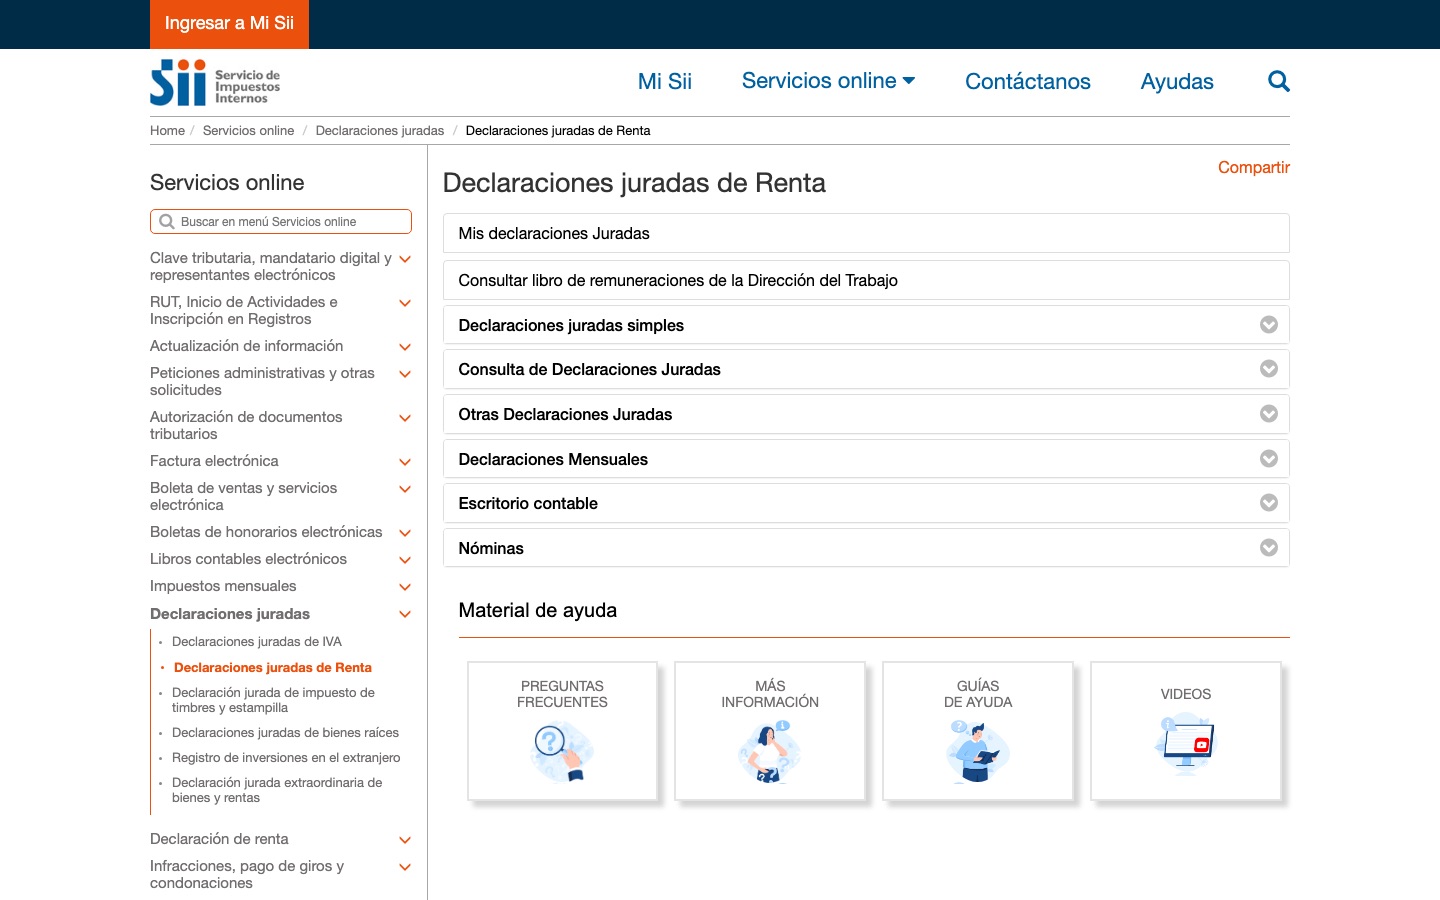 Ingresar a Mi Sii
Sii Servicio de
Impuestos
Internos
Mi Sii
Servicios online
Contáctanos
Ayudas
Home / Servicios online / Declaraciones juradas / Declaraciones juradas de Renta
Servicios online
Buscar en menú Servicios online
Clave tributaria, mandatario digital y
representantes electrónicos
RUT, Inicio de Actividades e
Inscripción en Registros
Actualización de información
Peticiones administrativas y otras
solicitudes
Autorización de documentos
tributarios
Factura electrónica
Boleta de ventas y servicios
electrónica
Boletas de honorarios electrónicas
Libros contables electrónicos
Impuestos mensuales
Declaraciones juradas
Declaraciones juradas de IVA
Declaraciones juradas de Renta
Declaración jurada de impuesto de
timbres y estampilla
Declaraciones juradas de bienes raíces
Registro de inversiones en el extranjero
Declaración jurada extraordinaria de
bienes y rentas
Declaración de renta
Infracciones, pago de giros y
condonaciones
Compartir
Declaraciones juradas de Renta
Mis declaraciones Juradas
Consultar libro de remuneraciones de la Dirección del Trabajo
Declaraciones juradas simples
Consulta de Declaraciones Juradas
Otras Declaraciones Juradas
Declaraciones Mensuales
Escritorio contable
Nóminas
Material de ayuda
PREGUNTAS
FRECUENTES
MÁS
INFORMACIÓN
GUÍAS
DE AYUDA
VIDEOS